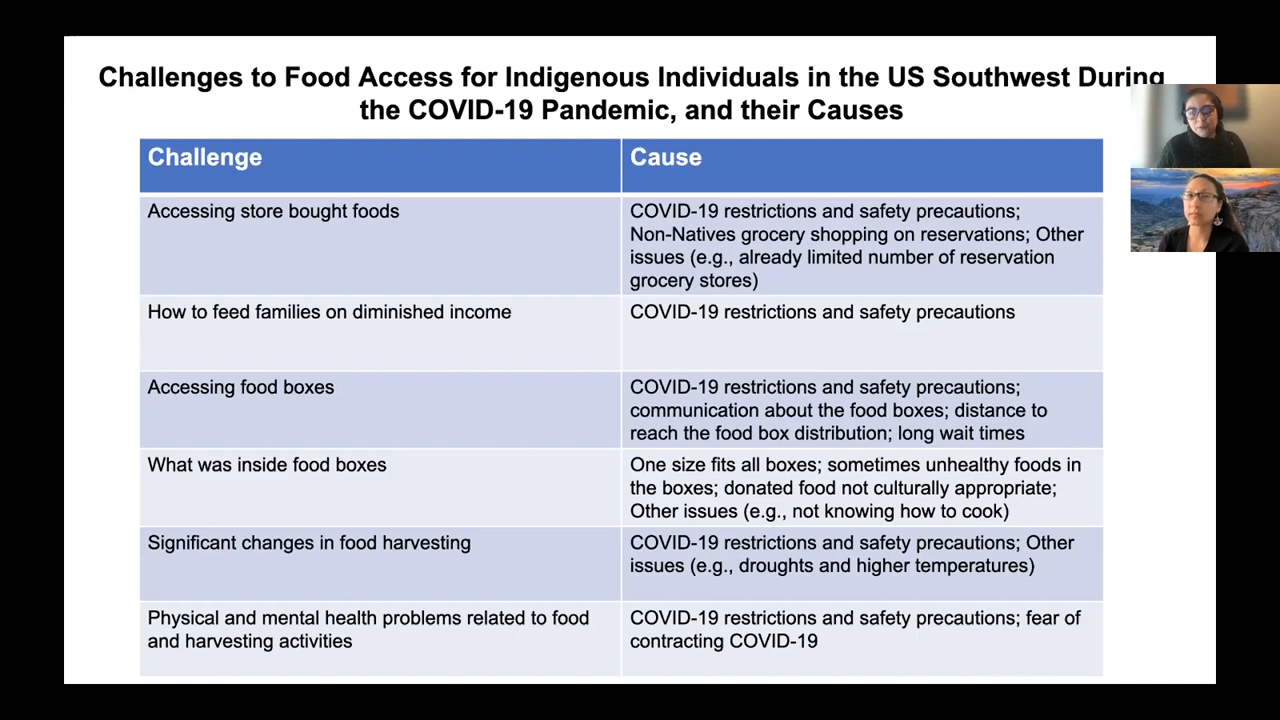 Challenges to Food Access for Indigenous Individuals in the US Southwest During
the COVID-19 Pandemic, and their Causes
Challenge
Cause
Accessing store bought foods
COVID-19 restrictions and safety precautions;
Non-Natives grocery shopping on reservations; Other
issues (e.g., already limited number of reservation
grocery stores)
How to feed families on diminished income
COVID-19 restrictions and safety precautions
Accessing food boxes
COVID-19 restrictions and safety precautions;
communication about the food boxes; distance to
reach the food box distribution; long wait times
What was inside food boxes
One size fits all boxes; sometimes unhealthy foods in
the boxes; donated food not culturally appropriate;
Other issues (e.g., not knowing how to cook)
Significant changes in food harvesting
COVID-19 restrictions and safety precautions; Other
issues (e.g., droughts and higher temperatures)
Physical and mental health problems related to food
and harvesting activities
COVID-19 restrictions and safety precautions; fear of
contracting COVID-19